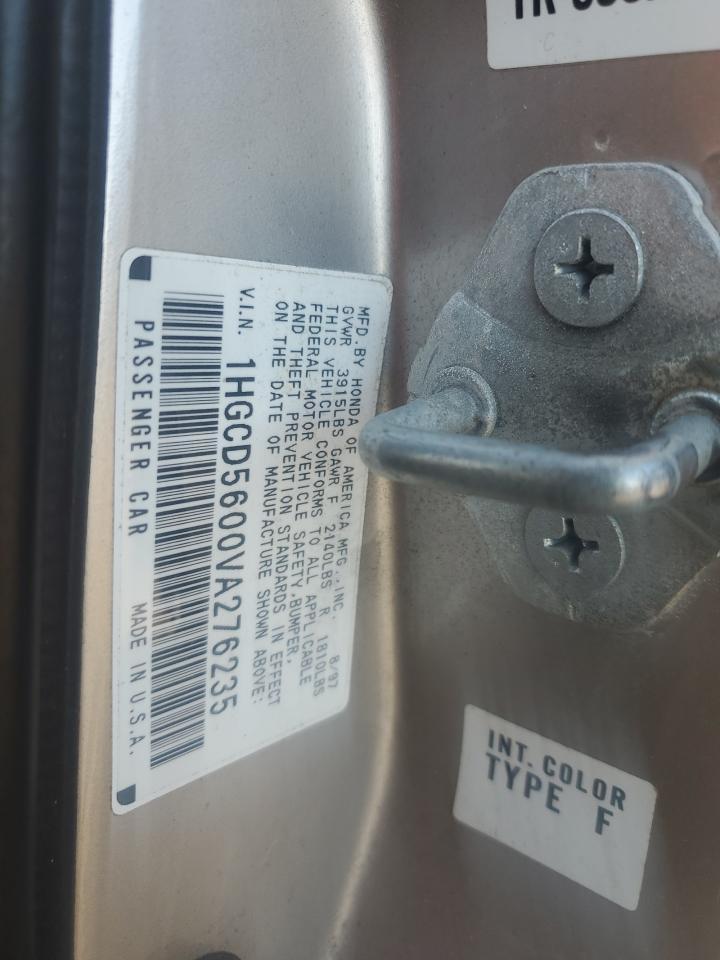 MFD. BY HONDA OF AMERICA MFG., INC. 8/97
GVWR 3915LBS GAWR F 2140LBS R 1810LBS
THIS VEHICLE CONFORMS TO ALL APPLICABLE
FEDERAL MOTOR VEHICLE SAFETY, BUMPER,
AND THEFT PREVENTION STANDARDS IN EFFECT
ON THE DATE OF MANUFACTURE SHOWN ABOVE:
V.I.N. 1HGCD5600VA276235
PASSENGER CAR MADE IN U.S.A.
INT. COLOR
TYPE F